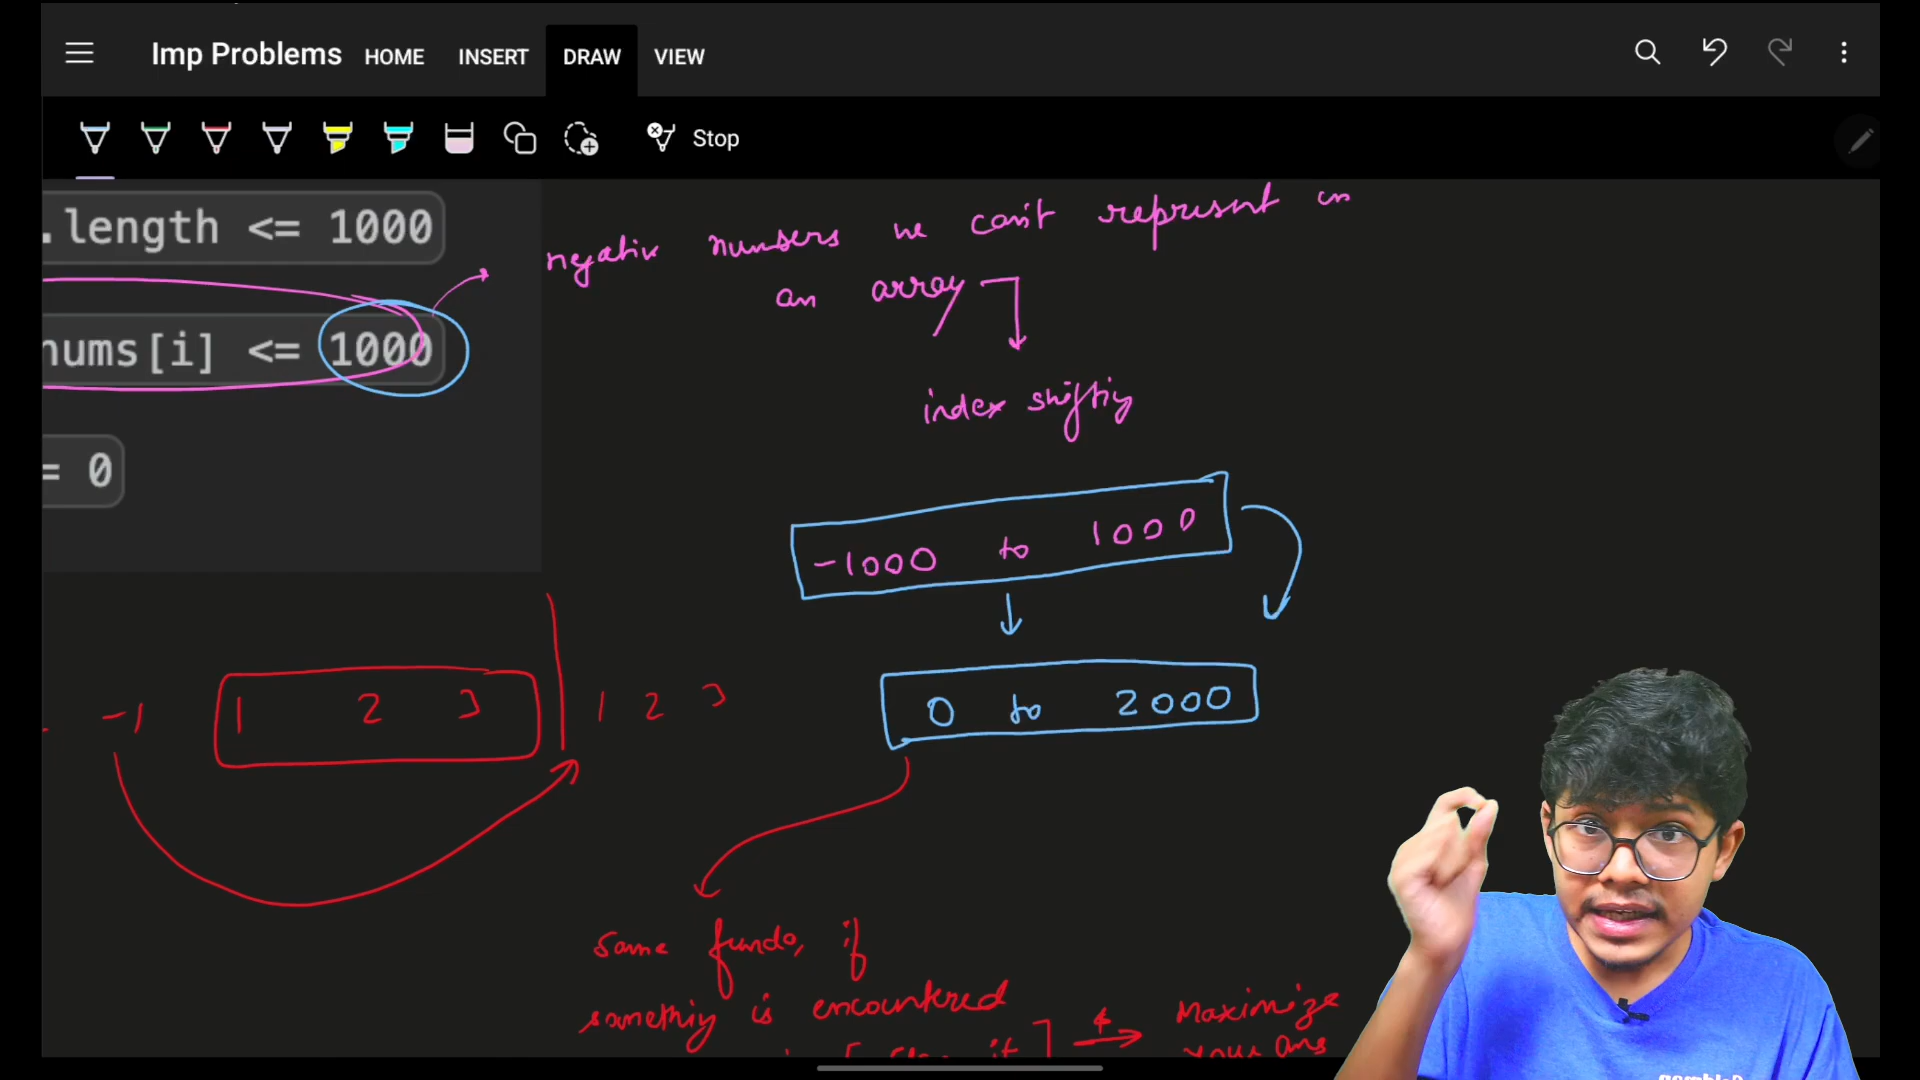 Imp Problems HOME INSERT DRAW VIEW
Stop
.length <= 1000
nums[i] <= 1000
= 0
negative numbers we can't represent in
an array
index shifting
-1000 to 1000
0 to 2000
-1 1 2 3 1 2 3
same funda, if
something is encountered
Maximize
your ans